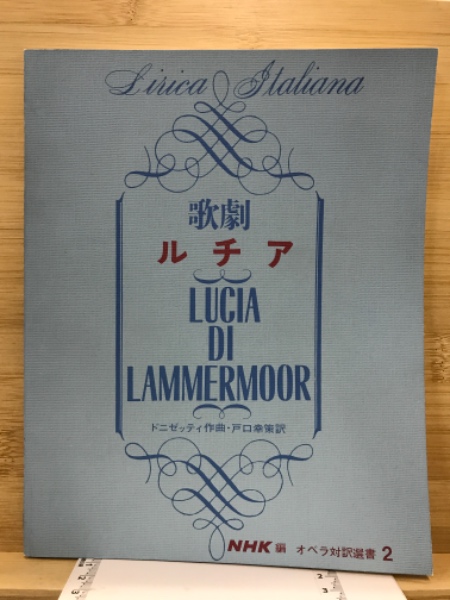 Lirica Italiana
歌劇
ルチア
LUCIA
DI
LAMMERMOOR
ドニゼッティ作曲・戸口幸策訳
NHK編 オペラ対訳選書 2